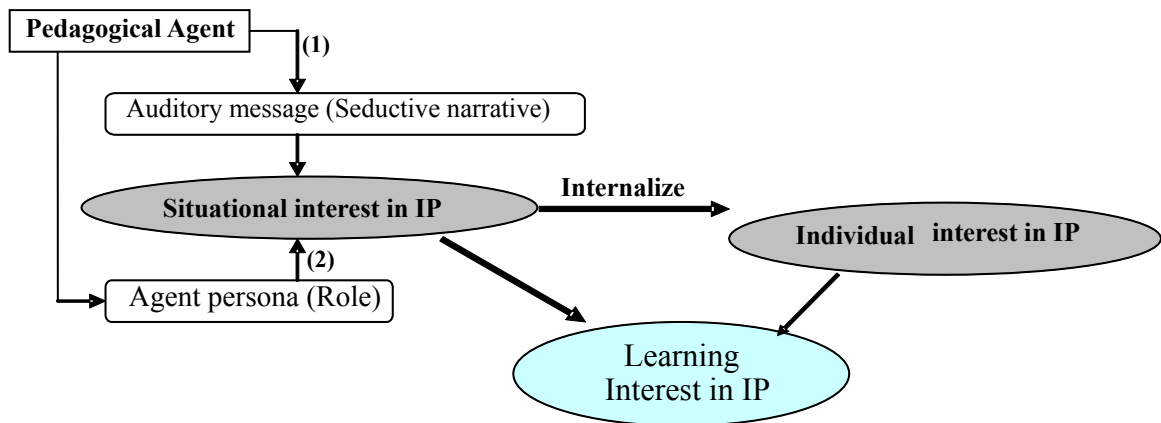 Pedagogical Agent
(1)
Auditory message (Seductive narrative)
Situational interest in IP
Internalize
Individual interest in IP
(2)
Agent persona (Role)
Learning
Interest in IP